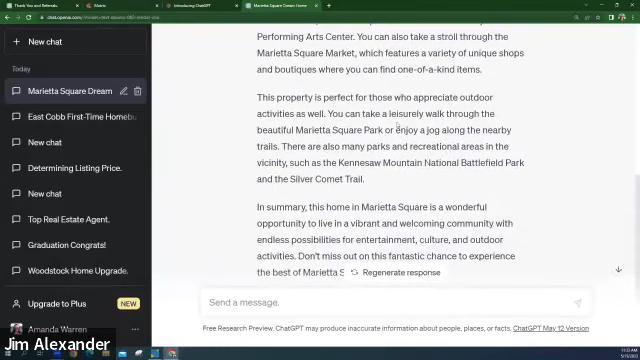 Thank You and Referrals
iMatrix
Introducing ChatGPT
Marietta Square Dream Home
New chat
Today
Marietta Square Dream
East Cobb First-Time Homebu
New chat
Determining Listing Price.
New chat
Top Real Estate Agent.
Graduation Congrats!
Woodstock Home Upgrade.
Upgrade to Plus
NEW
Amanda Warren
Jim Alexander
Performing Arts Center. You can also take a stroll through the
Marietta Square Market, which features a variety of unique shops
and boutiques where you can find one-of-a-kind items.
This property is perfect for those who appreciate outdoor
activities as well. You can take a leisurely walk through the
beautiful Marietta Square Park or enjoy a jog along the nearby
trails. There are also many parks and recreational areas in the
vicinity, such as the Kennesaw Mountain National Battlefield Park
and the Silver Comet Trail.
In summary, this home in Marietta Square is a wonderful
opportunity to live in a vibrant and welcoming community with
endless possibilities for entertainment, culture, and outdoor
activities. Don't miss out on this fantastic chance to experience
the best of Marietta S
Regenerate response
Send a message.
Free Research Preview. ChatGPT may produce inaccurate information about people, places, or facts. ChatGPT May 12 Version